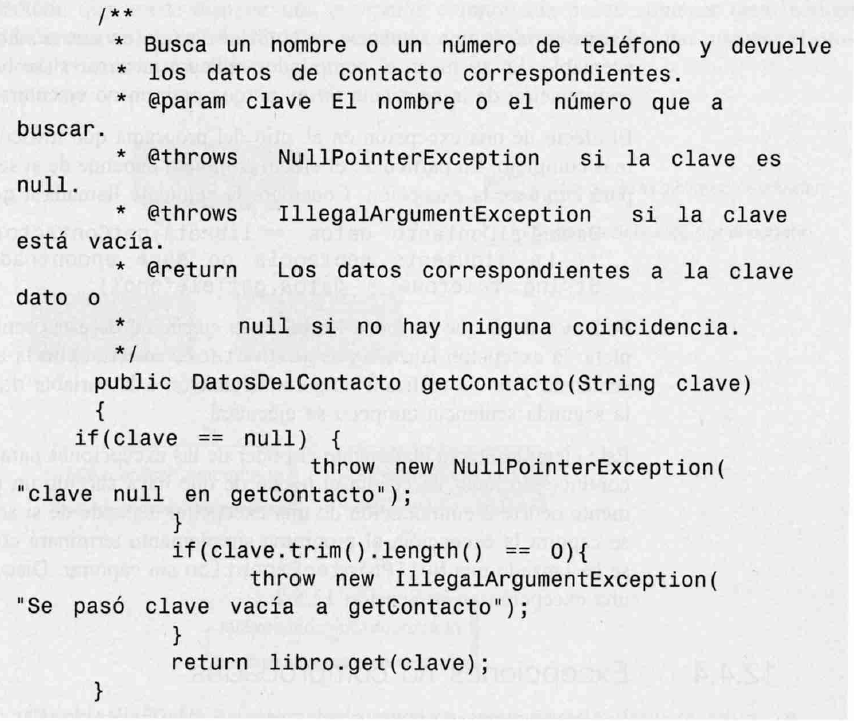 /**
* Busca un nombre o un número de teléfono y devuelve
* los datos de contacto correspondientes.
* @param clave El nombre o el número que a
buscar.
* @throws NullPointerException si la clave es
null.
* @throws IllegalArgumentException si la clave
está vacía.
* @return Los datos correspondientes a la clave
dato o
* null si no hay ninguna coincidencia.
*/
public DatosDelContacto getContacto(String clave)
{
if(clave == null) {
throw new NullPointerException(
"clave null en getContacto");
}
if(clave.trim().length() == 0){
throw new IllegalArgumentException(
"Se pasó clave vacía a getContacto");
}
return libro.get(clave);
}